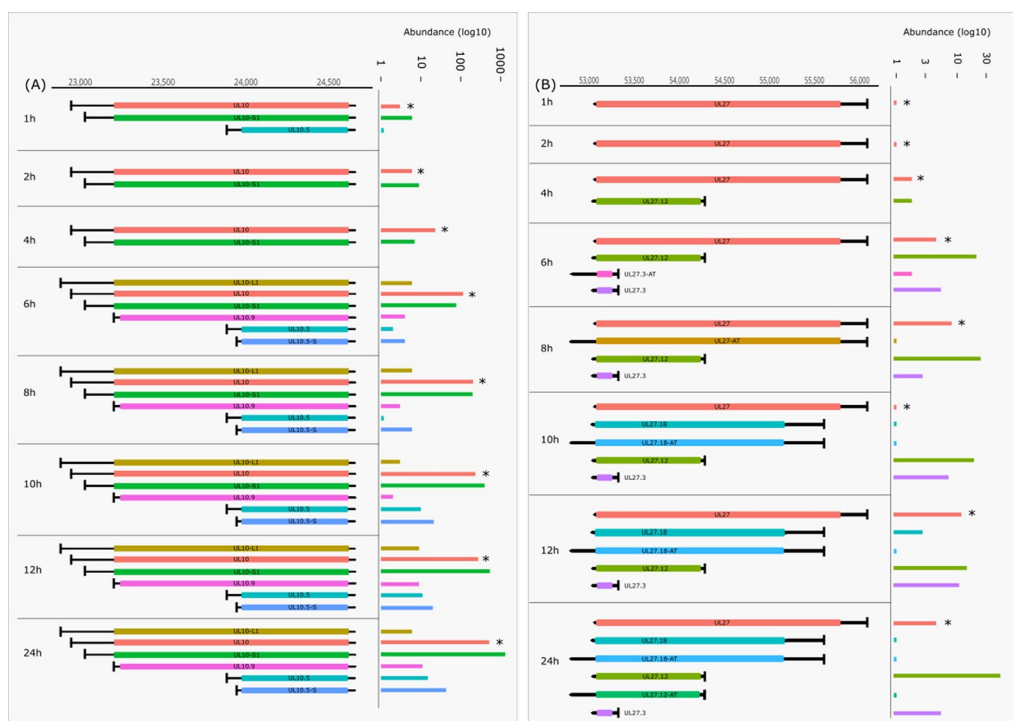 Abundance (log10)
1
10
100
1000
(A)
23,000
23,500
24,000
24,500
1h
UL10
*
UL10-S1
UL10.5
2h
UL10
*
UL10-S1
4h
UL10
*
UL10-S1
6h
UL10-L1
UL10
*
UL10-S1
UL10.9
UL10.5
UL10.5-S
8h
UL10-L1
UL10
*
UL10-S1
UL10.9
UL10.5
UL10.5-S
10h
UL10-L1
UL10
*
UL10-S1
UL10.9
UL10.5
UL10.5-S
12h
UL10-L1
UL10
*
UL10-S1
UL10.9
UL10.5
UL10.5-S
24h
UL10-L1
UL10
*
UL10-S1
UL10.9
UL10.5
UL10.5-S
Abundance (log10)
1
3
10
30
(B)
53,000
53,500
54,000
54,500
55,000
55,500
56,000
1h
UL27
*
2h
UL27
*
4h
UL27
*
UL27.12
6h
UL27
*
UL27.12
UL27.3-AT
UL27.3
8h
UL27
*
UL27-AT
UL27.12
UL27.3
10h
UL27
*
UL27.18
UL27.18-AT
UL27.12
UL27.3
12h
UL27
*
UL27.18
UL27.18-AT
UL27.12
UL27.3
24h
UL27
*
UL27.18
UL27.18-AT
UL27.12
UL27.12-AT
UL27.3